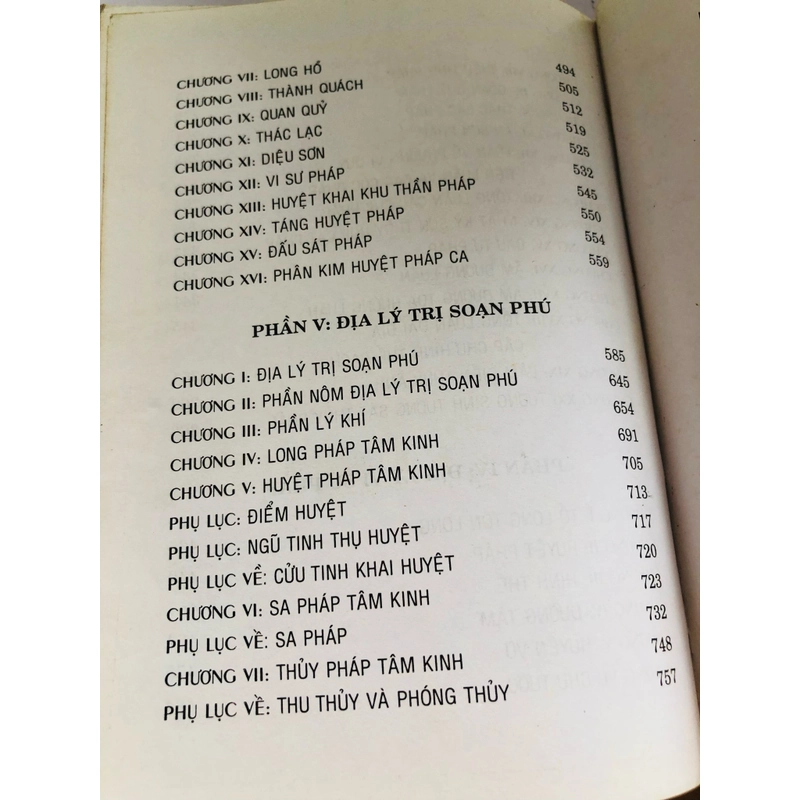 CHƯƠNG VII: LONG HỔ 494
CHƯƠNG VIII: THÀNH QUÁCH 505
CHƯƠNG IX: QUAN QUỶ 512
CHƯƠNG X: THÁC LẠC 519
CHƯƠNG XI: DIỆU SƠN 525
CHƯƠNG XII: VI SƯ PHÁP 532
CHƯƠNG XIII: HUYỆT KHAI KHU THẦN PHÁP 545
CHƯƠNG XIV: TÁNG HUYỆT PHÁP 550
CHƯƠNG XV: ĐẤU SÁT PHÁP 554
CHƯƠNG XVI: PHÂN KIM HUYỆT PHÁP CA 559
PHẦN V: ĐỊA LÝ TRỊ SOẠN PHÚ
CHƯƠNG I: ĐỊA LÝ TRỊ SOẠN PHÚ 585
CHƯƠNG II: PHẦN NÔM ĐỊA LÝ TRỊ SOẠN PHÚ 645
CHƯƠNG III: PHẦN LÝ KHÍ 654
CHƯƠNG IV: LONG PHÁP TÂM KINH 691
CHƯƠNG V: HUYỆT PHÁP TÂM KINH 705
PHỤ LỤC: ĐIỂM HUYỆT 713
PHỤ LỤC: NGŨ TINH THỤ HUYỆT 717
PHỤ LỤC VỀ: CỬU TINH KHAI HUYỆT 720
CHƯƠNG VI: SA PHÁP TÂM KINH 723
PHỤ LỤC VỀ: SA PHÁP 732
CHƯƠNG VII: THỦY PHÁP TÂM KINH 748
PHỤ LỤC VỀ: THU THỦY VÀ PHÓNG THỦY 757